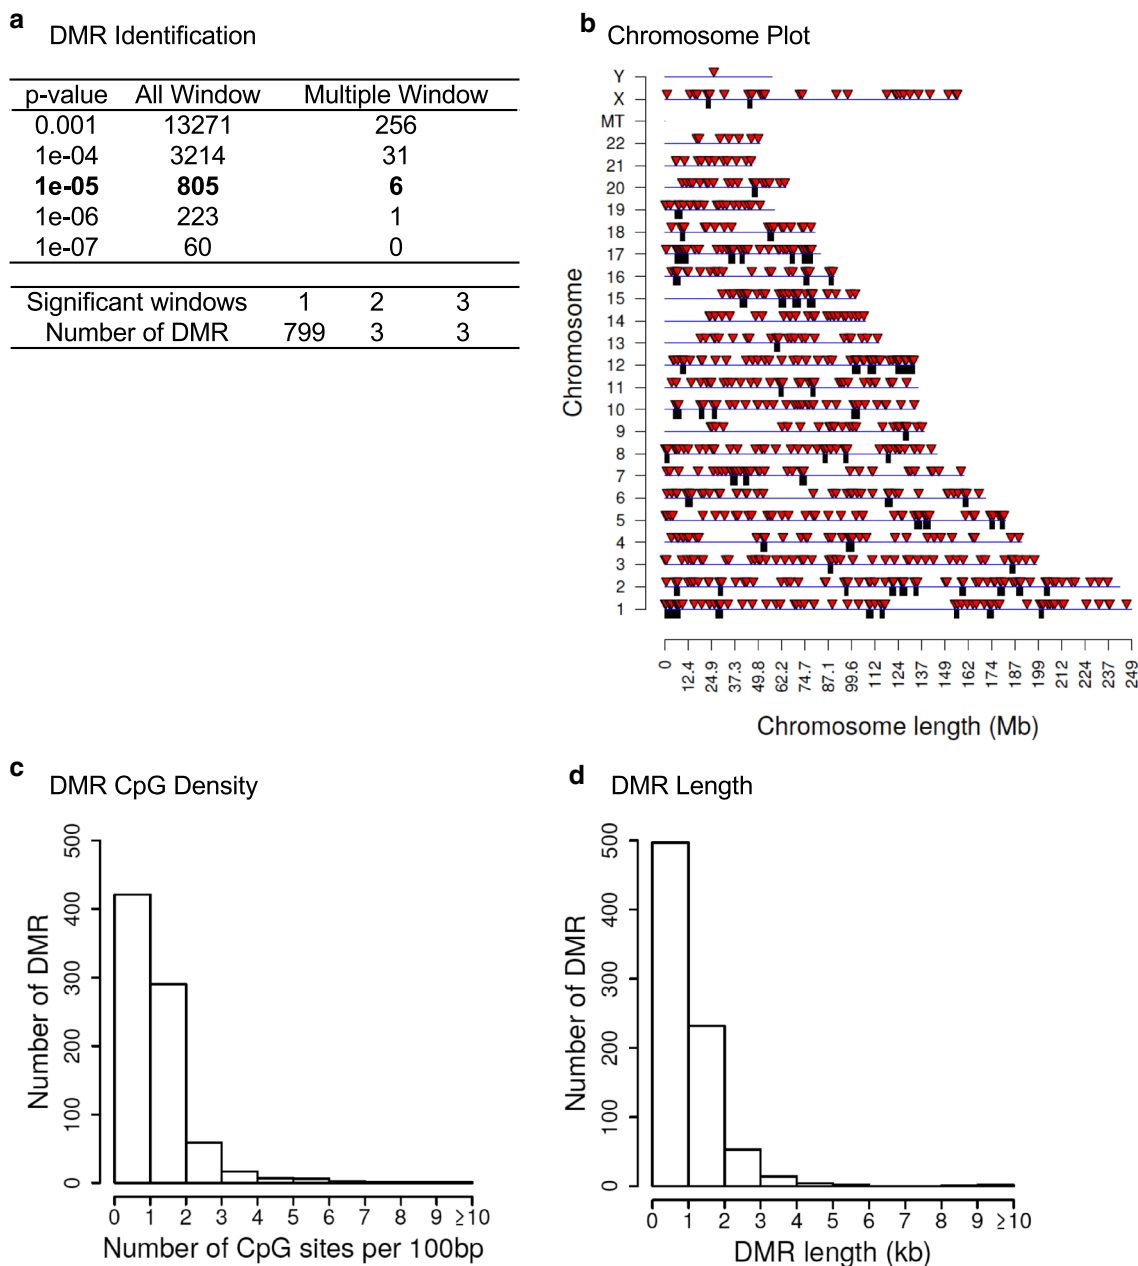 a DMR Identification
p-value All Window Multiple Window
0.001 13271 256
1e-04 3214 31
1e-05 805 6
1e-06 223 1
1e-07 60 0
Significant windows 1 2 3
Number of DMR 799 3 3
b Chromosome Plot
Chromosome
Y
X
MT
22
21
20
19
18
17
16
15
14
13
12
11
10
9
8
7
6
5
4
3
2
1
0 12.4 24.9 37.3 49.8 62.2 74.7 87.1 99.6 112 124 137 149 162 174 187 199 212 224 237 249
Chromosome length (Mb)
c DMR CpG Density
Number of DMR
500
400
300
200
100
0
0 1 2 3 4 5 6 7 8 9 ≥10
Number of CpG sites per 100bp
d DMR Length
Number of DMR
500
400
300
200
100
0
0 1 2 3 4 5 6 7 8 9 ≥10
DMR length (kb)